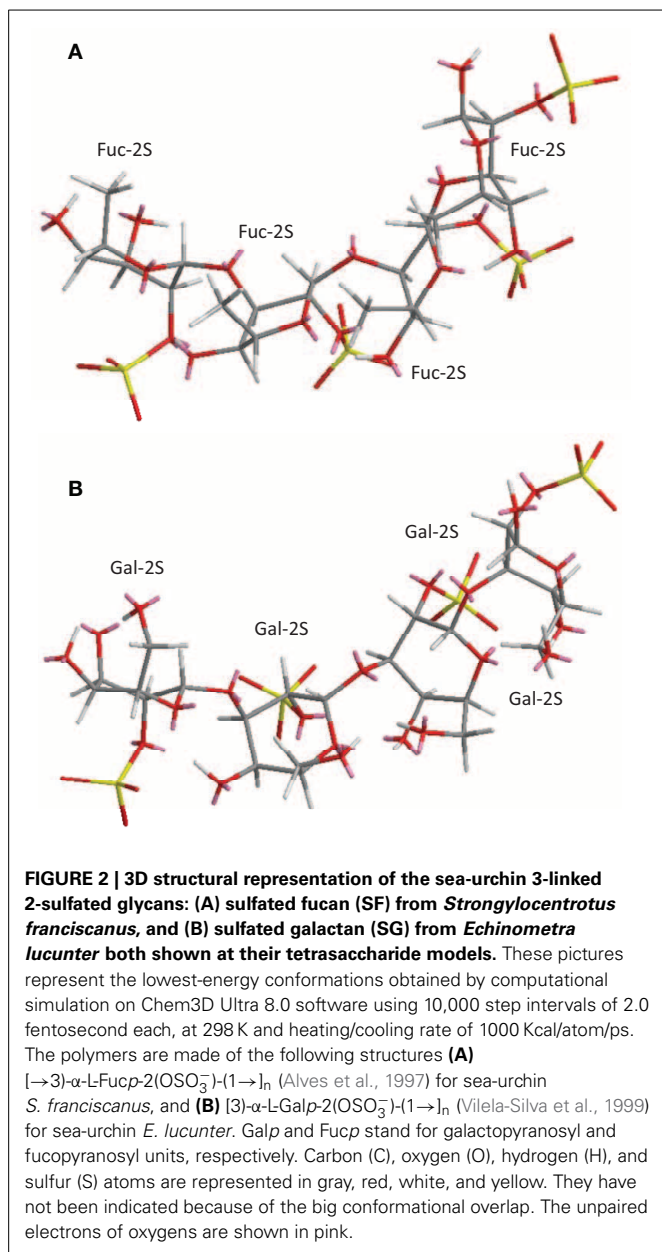 A
Fuc-2S
Fuc-2S
Fuc-2S
Fuc-2S
B
Gal-2S
Gal-2S
Gal-2S
Gal-2S
FIGURE 2 | 3D structural representation of the sea-urchin 3-linked
2-sulfated glycans: (A) sulfated fucan (SF) from Strongylocentrotus
franciscanus, and (B) sulfated galactan (SG) from Echinometra
lucunter both shown at their tetrasaccharide models. These pictures
represent the lowest-energy conformations obtained by computational
simulation on Chem3D Ultra 8.0 software using 10,000 step intervals of 2.0
fentosecond each, at 298 K and heating/cooling rate of 1000 Kcal/atom/ps.
The polymers are made of the following structures (A)
[→3)-α-L-Fucp-2(OSO₃⁻)-(1→]ₙ (Alves et al., 1997) for sea-urchin
S. franciscanus, and (B) [3)-α-L-Galp-2(OSO₃⁻)-(1→]ₙ (Vilela-Silva et al., 1999)
for sea-urchin E. lucunter. Galp and Fucp stand for galactopyranosyl and
fucopyranosyl units, respectively. Carbon (C), oxygen (O), hydrogen (H), and
sulfur (S) atoms are represented in gray, red, white, and yellow. They have
not been indicated because of the big conformational overlap. The unpaired
electrons of oxygens are shown in pink.